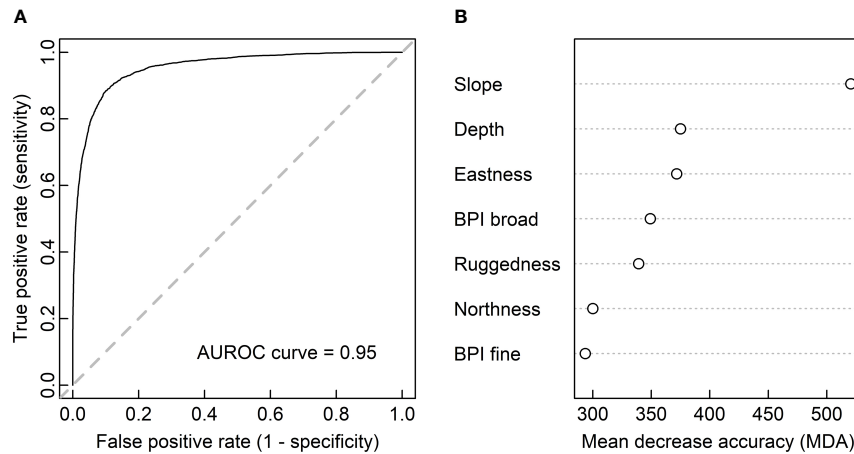 A
True positive rate (sensitivity)
1.0
0.8
0.6
0.4
0.2
0.0
AUROC curve = 0.95
0.0 0.2 0.4 0.6 0.8 1.0
False positive rate (1 - specificity)
B
Slope
Depth
Eastness
BPI broad
Ruggedness
Northness
BPI fine
300 350 400 450 500
Mean decrease accuracy (MDA)